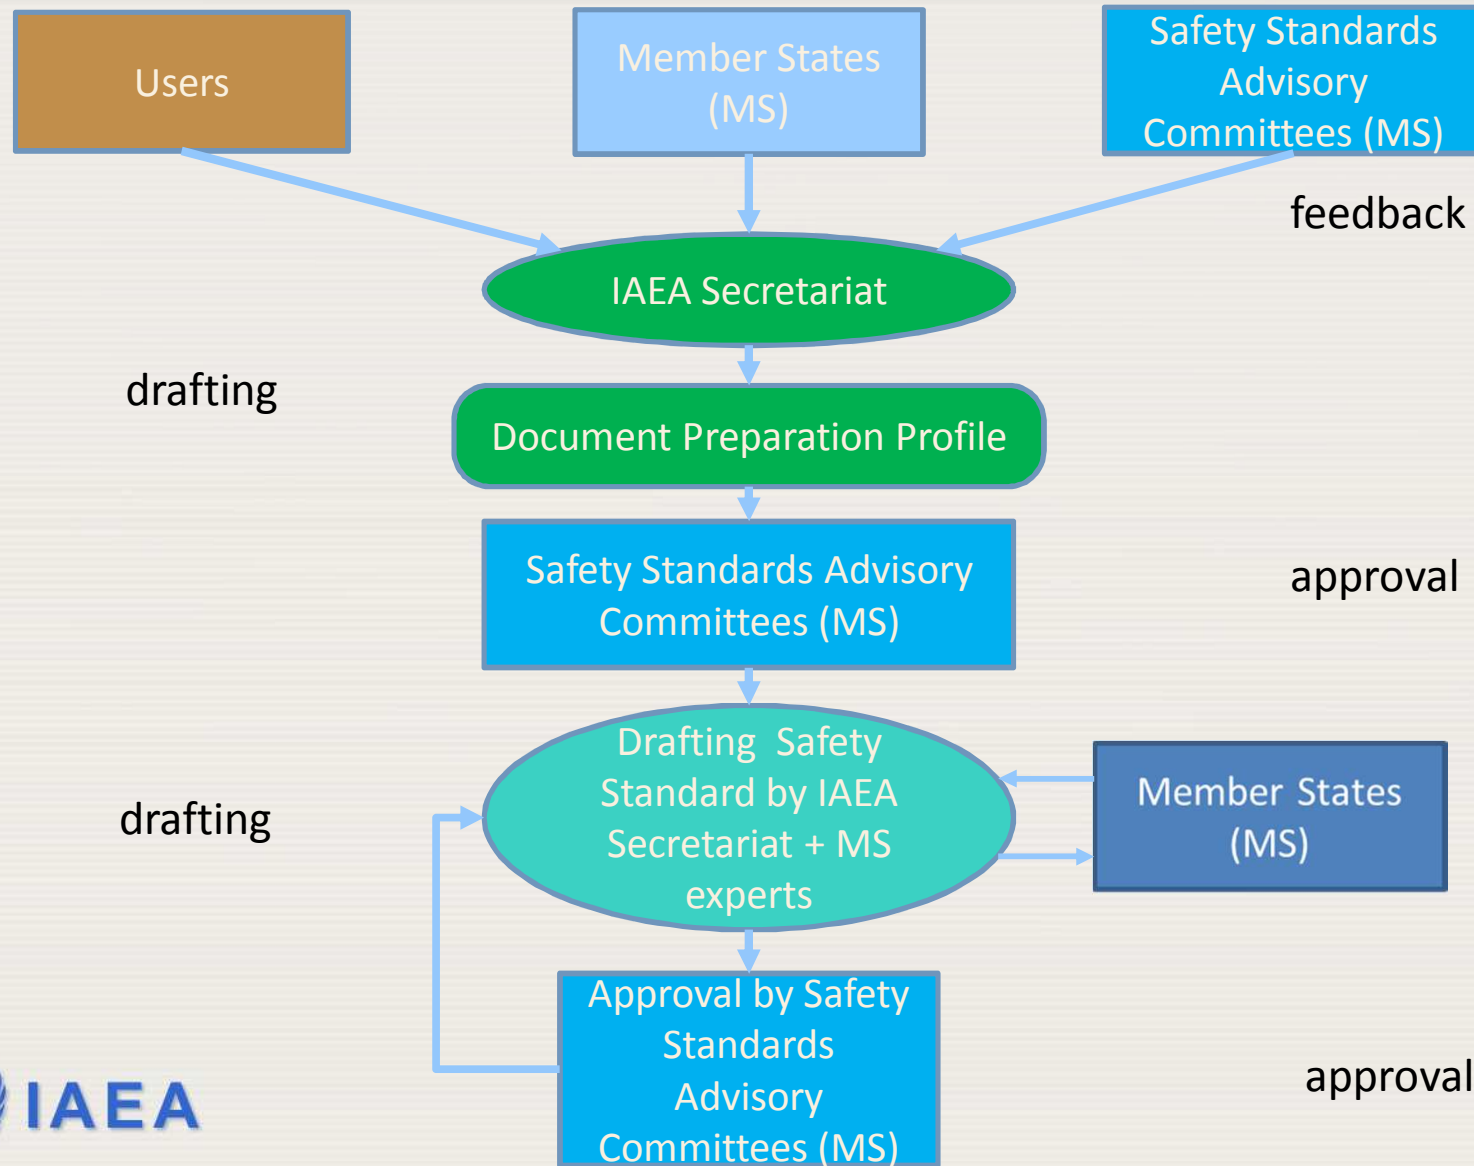 Users
Member States
(MS)
Safety Standards
Advisory
Committees (MS)
feedback
IAEA Secretariat
drafting
Document Preparation Profile
Safety Standards Advisory
Committees (MS)
approval
Drafting Safety
Standard by IAEA
Secretariat + MS
experts
Member States
(MS)
drafting
Approval by Safety
Standards
Advisory
Committees (MS)
approval
IAEA